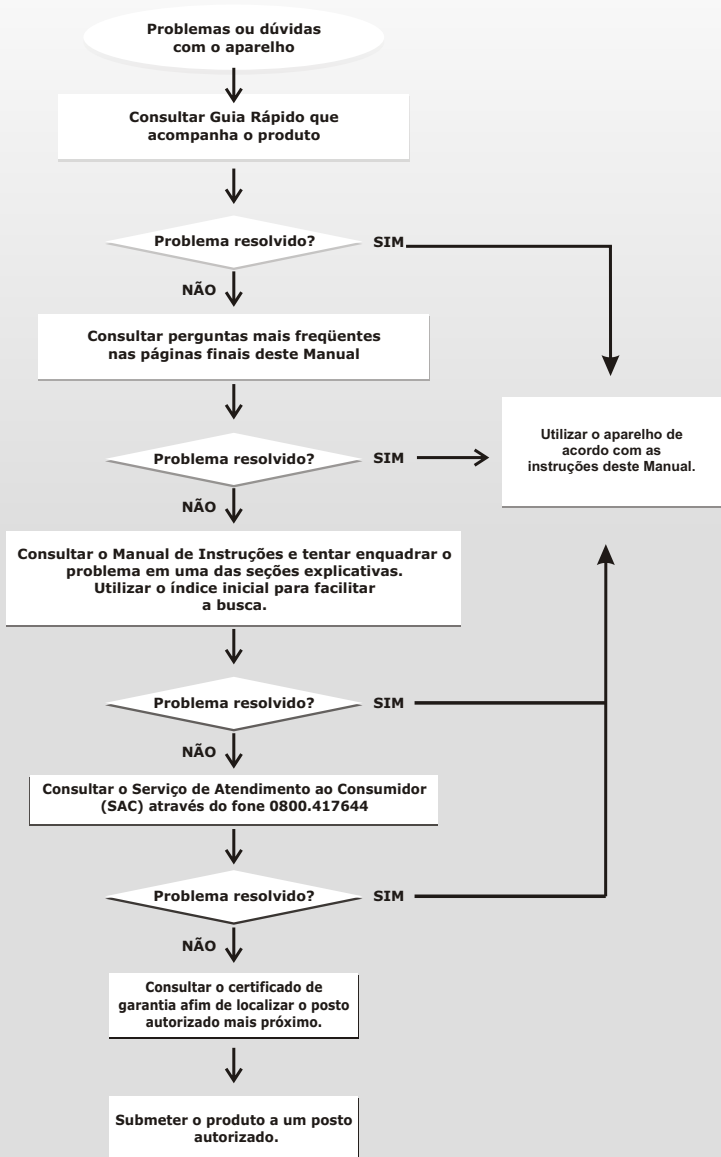 Problemas ou dúvidas
com o aparelho
Consultar Guia Rápido que
acompanha o produto
Problema resolvido?
SIM
NÃO
Consultar perguntas mais freqüentes
nas páginas finais deste Manual
Problema resolvido?
SIM
Utilizar o aparelho de
acordo com as
instruções deste Manual.
NÃO
Consultar o Manual de Instruções e tentar enquadrar o
problema em uma das seções explicativas.
Utilizar o índice inicial para facilitar
a busca.
Problema resolvido?
SIM
NÃO
Consultar o Serviço de Atendimento ao Consumidor
(SAC) através do fone 0800.417644
Problema resolvido?
SIM
NÃO
Consultar o certificado de
garantia afim de localizar o posto
autorizado mais próximo.
Submeter o produto a um posto
autorizado.